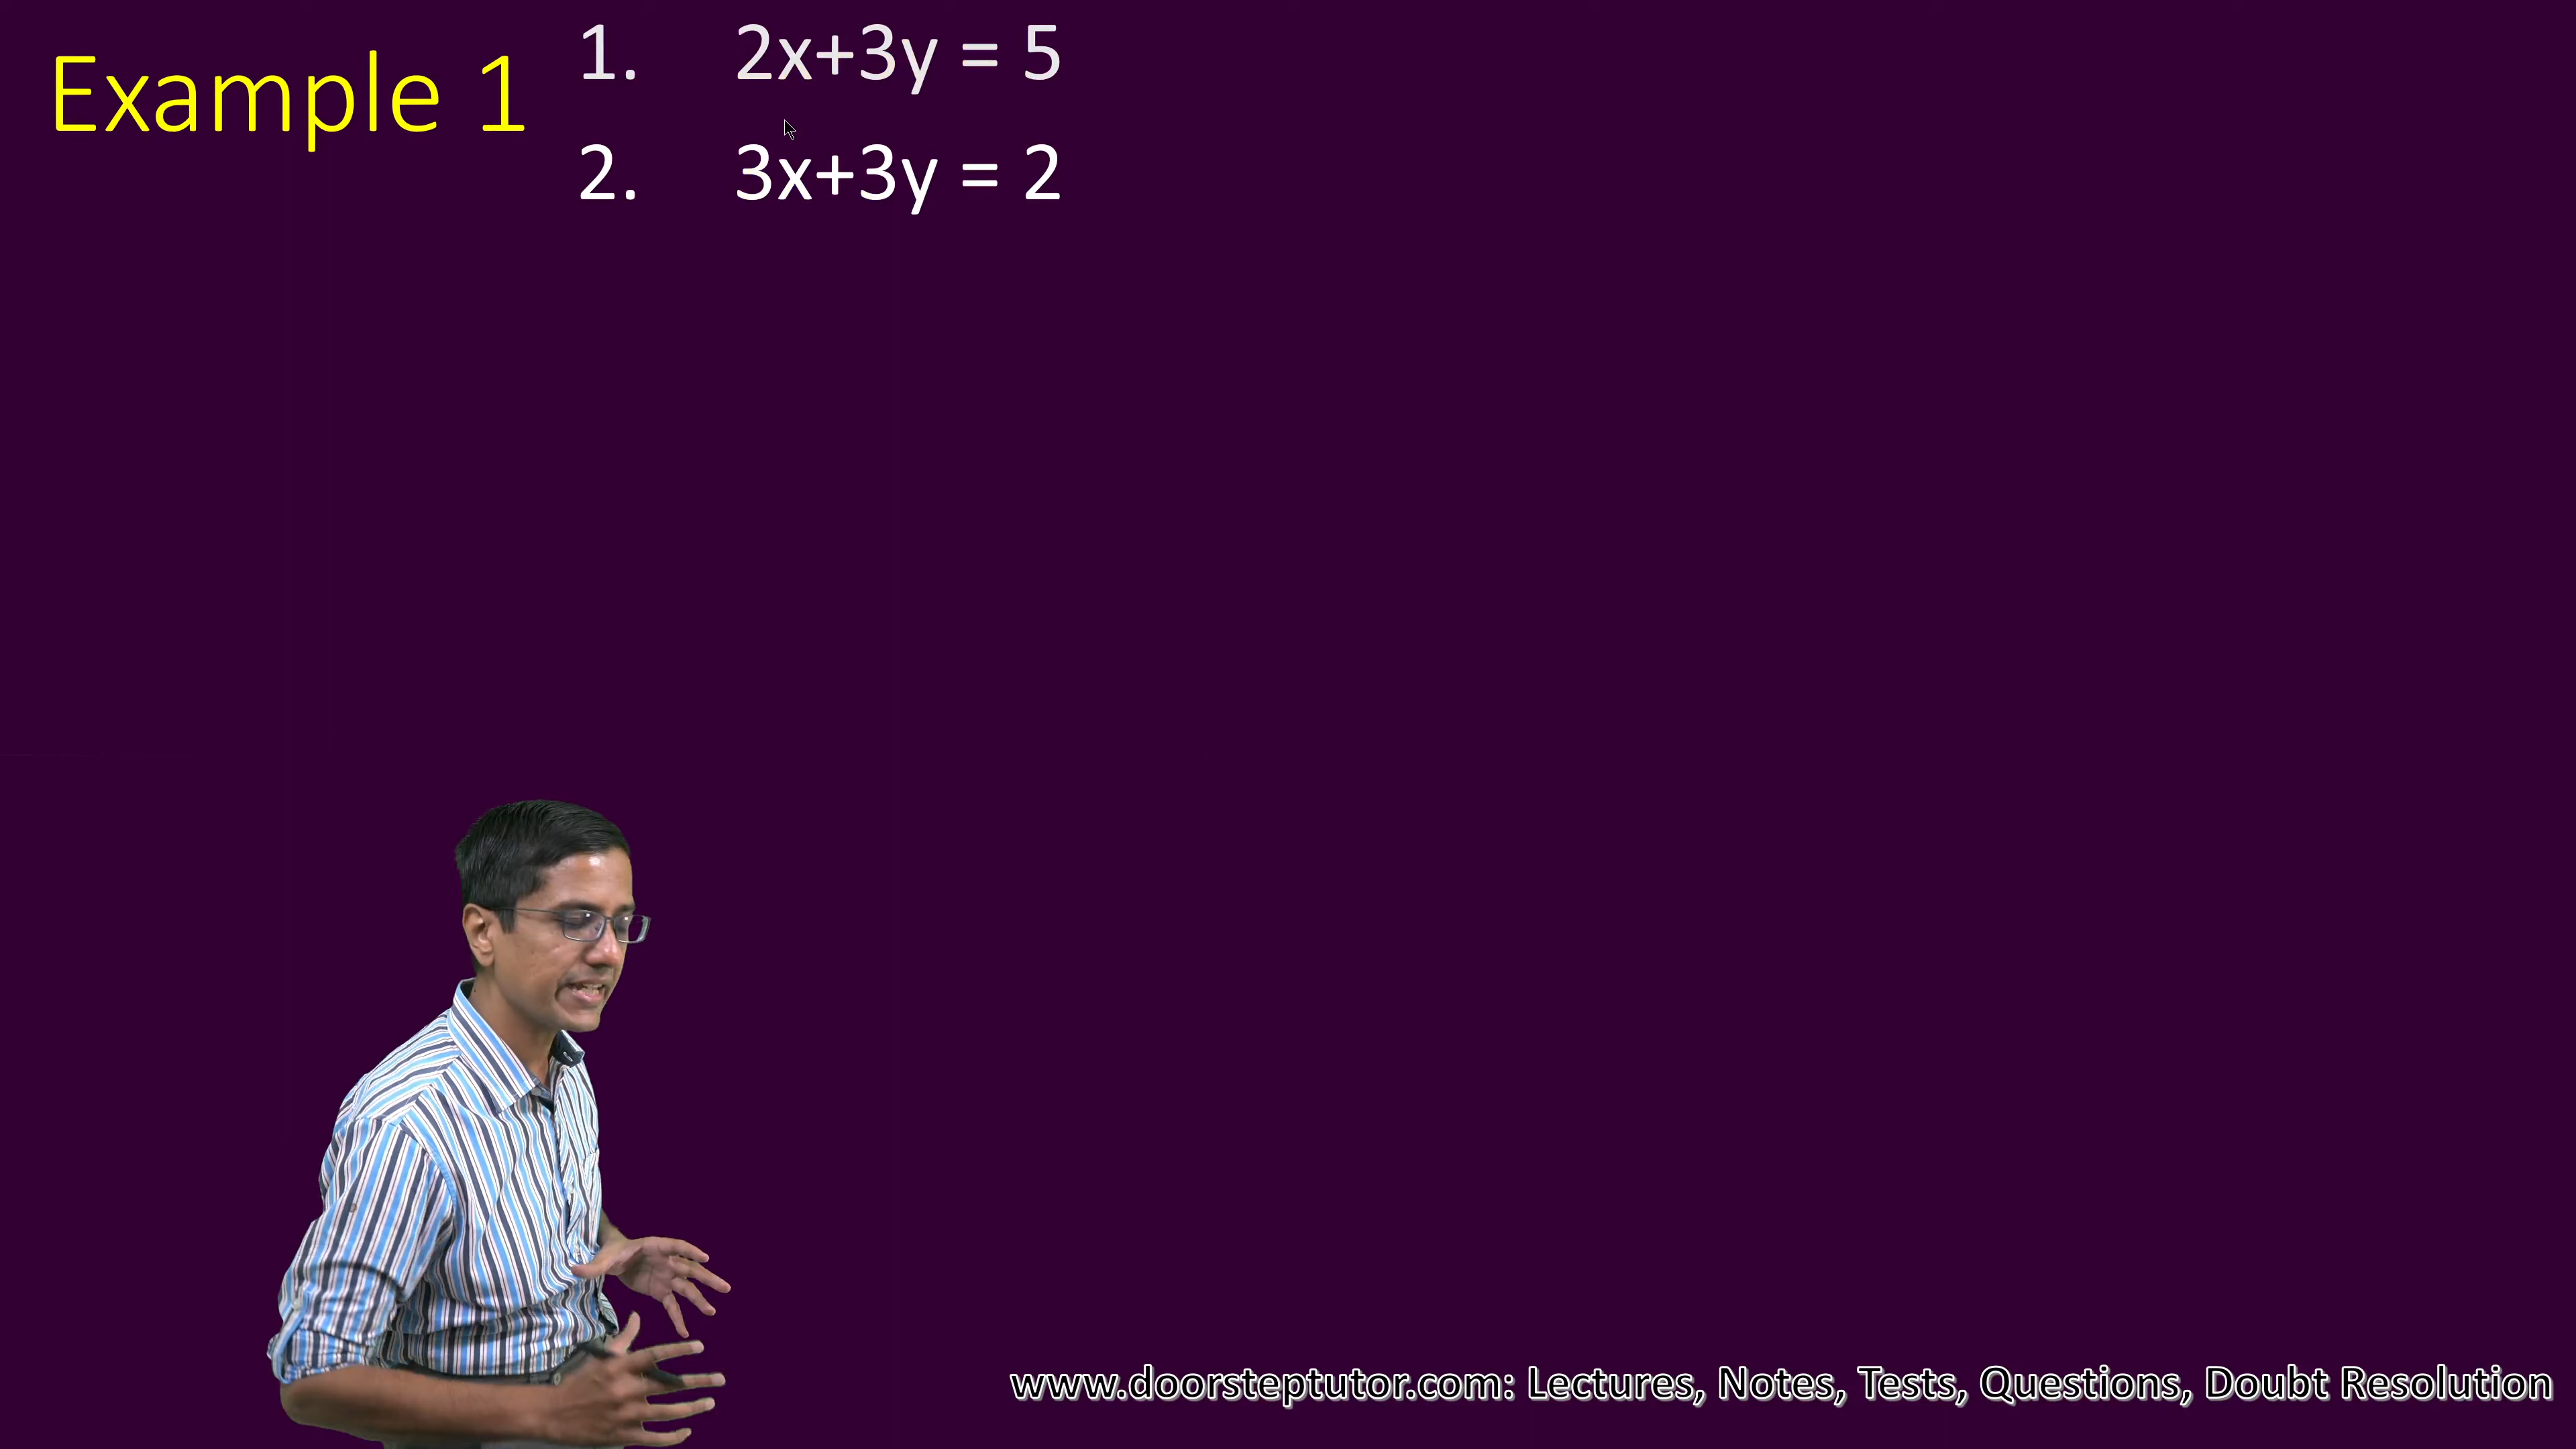 Example 1
1. 2x+3y = 5
2. 3x+3y = 2
www.doorsteptutor.com: Lectures, Notes, Tests, Questions, Doubt Resolution